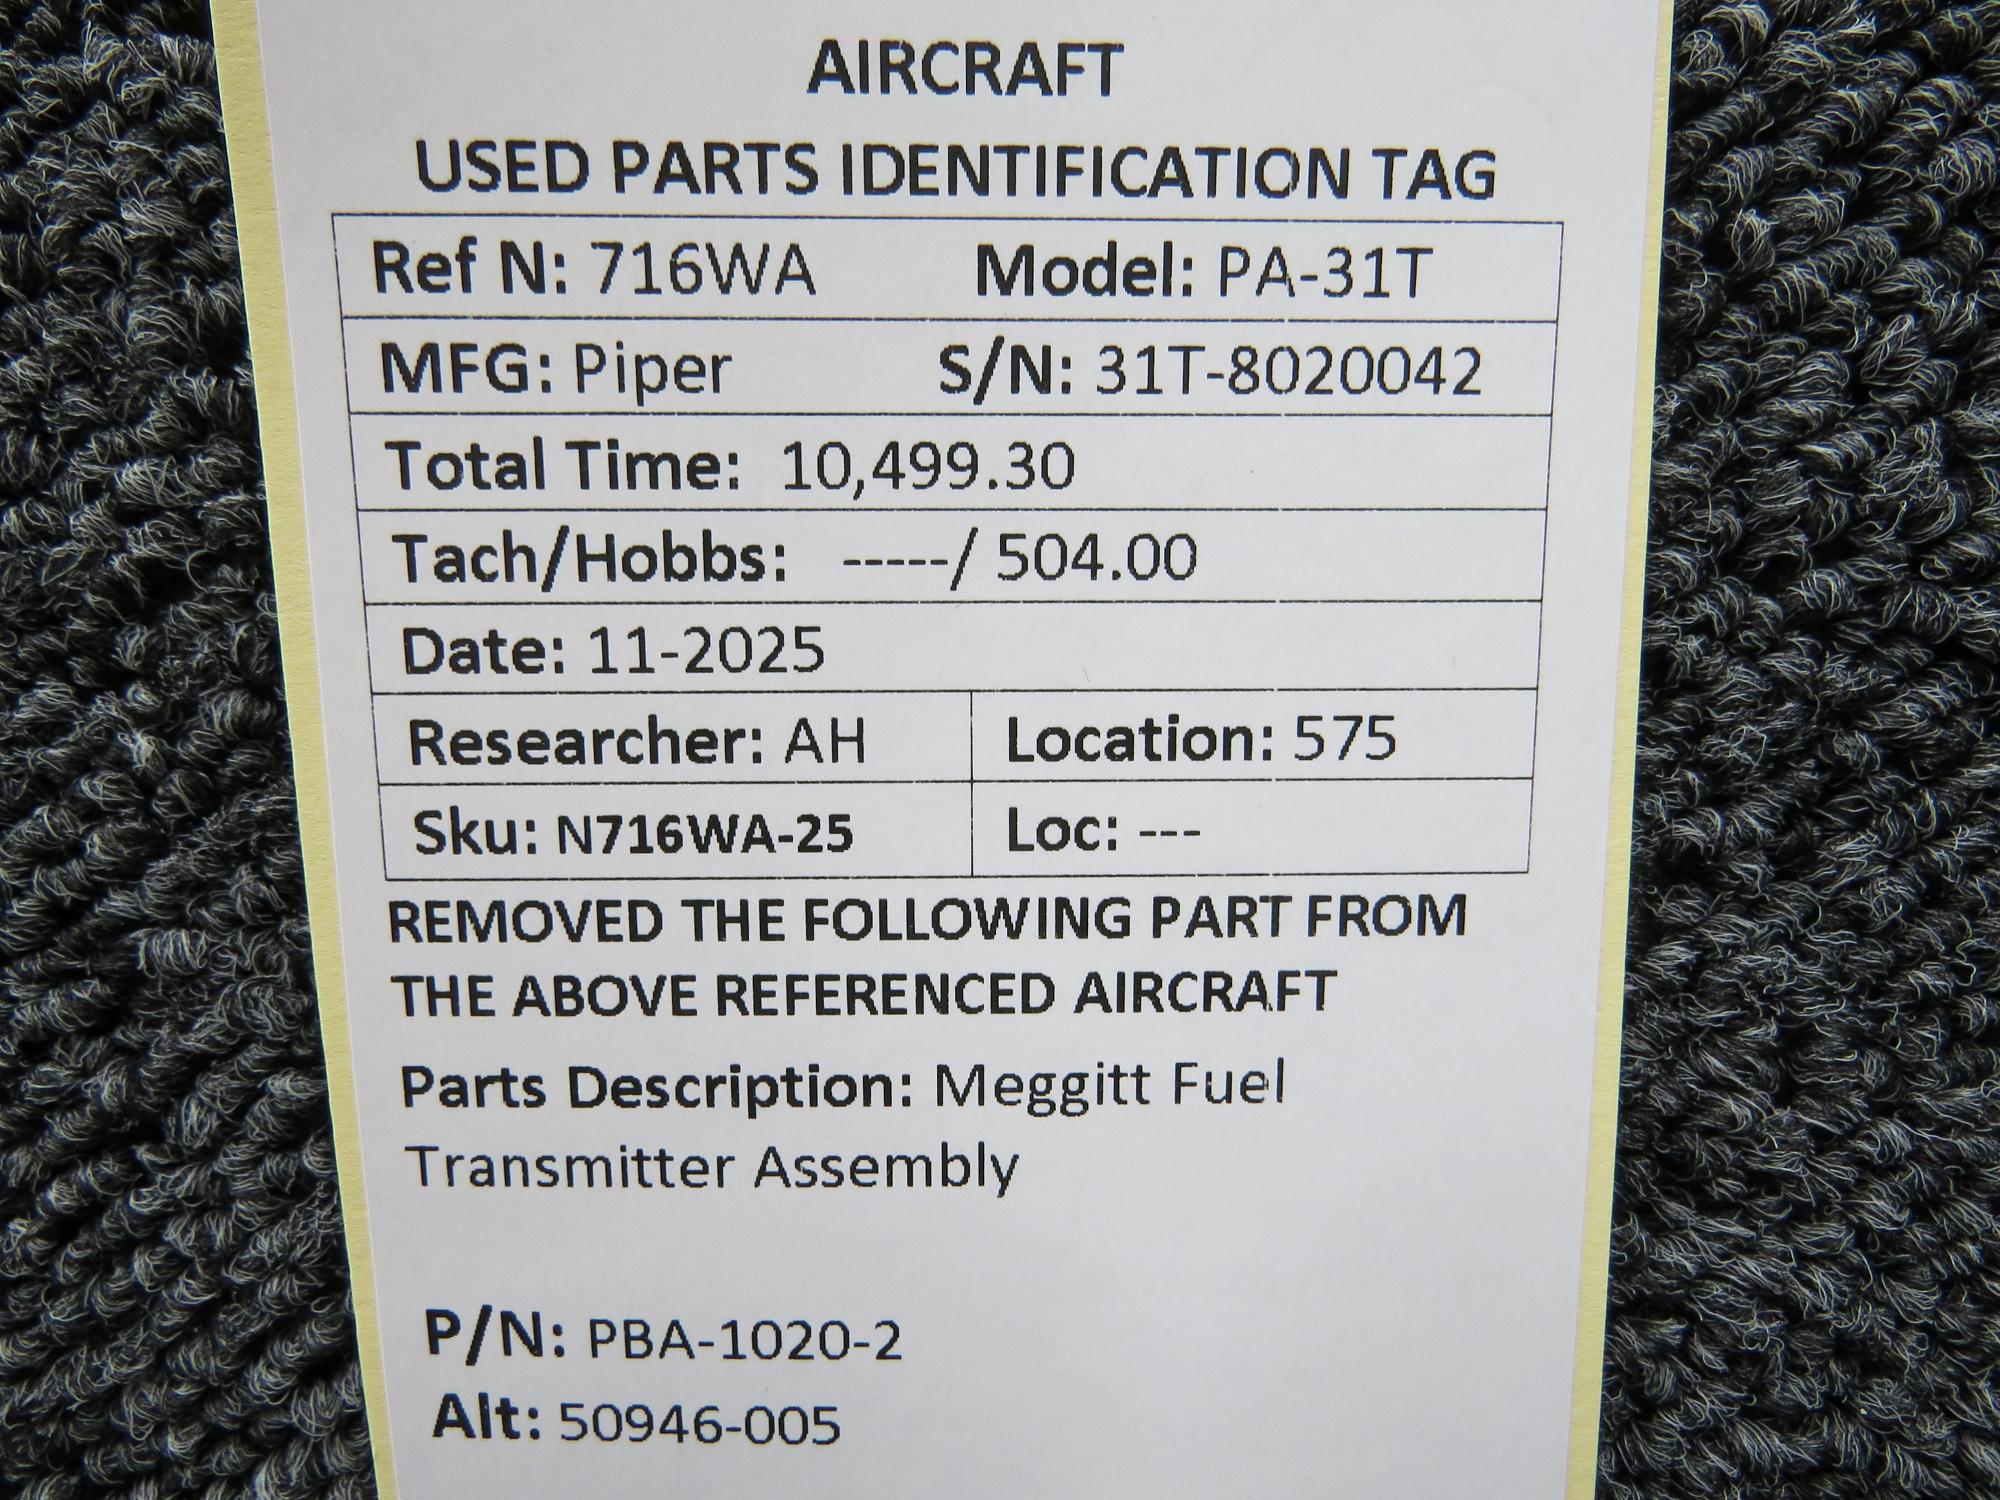 AIRCRAFT
USED PARTS IDENTIFICATION TAG
Ref N: 716WA Model: PA-31T
MFG: Piper S/N: 31T-8020042
Total Time: 10,499.30
Tach/Hobbs: -----/ 504.00
Date: 11-2025
Researcher: AH Location: 575
Sku: N716WA-25 Loc: ---
REMOVED THE FOLLOWING PART FROM
THE ABOVE REFERENCED AIRCRAFT
Parts Description: Meggitt Fuel
Transmitter Assembly
P/N: PBA-1020-2
Alt: 50946-005